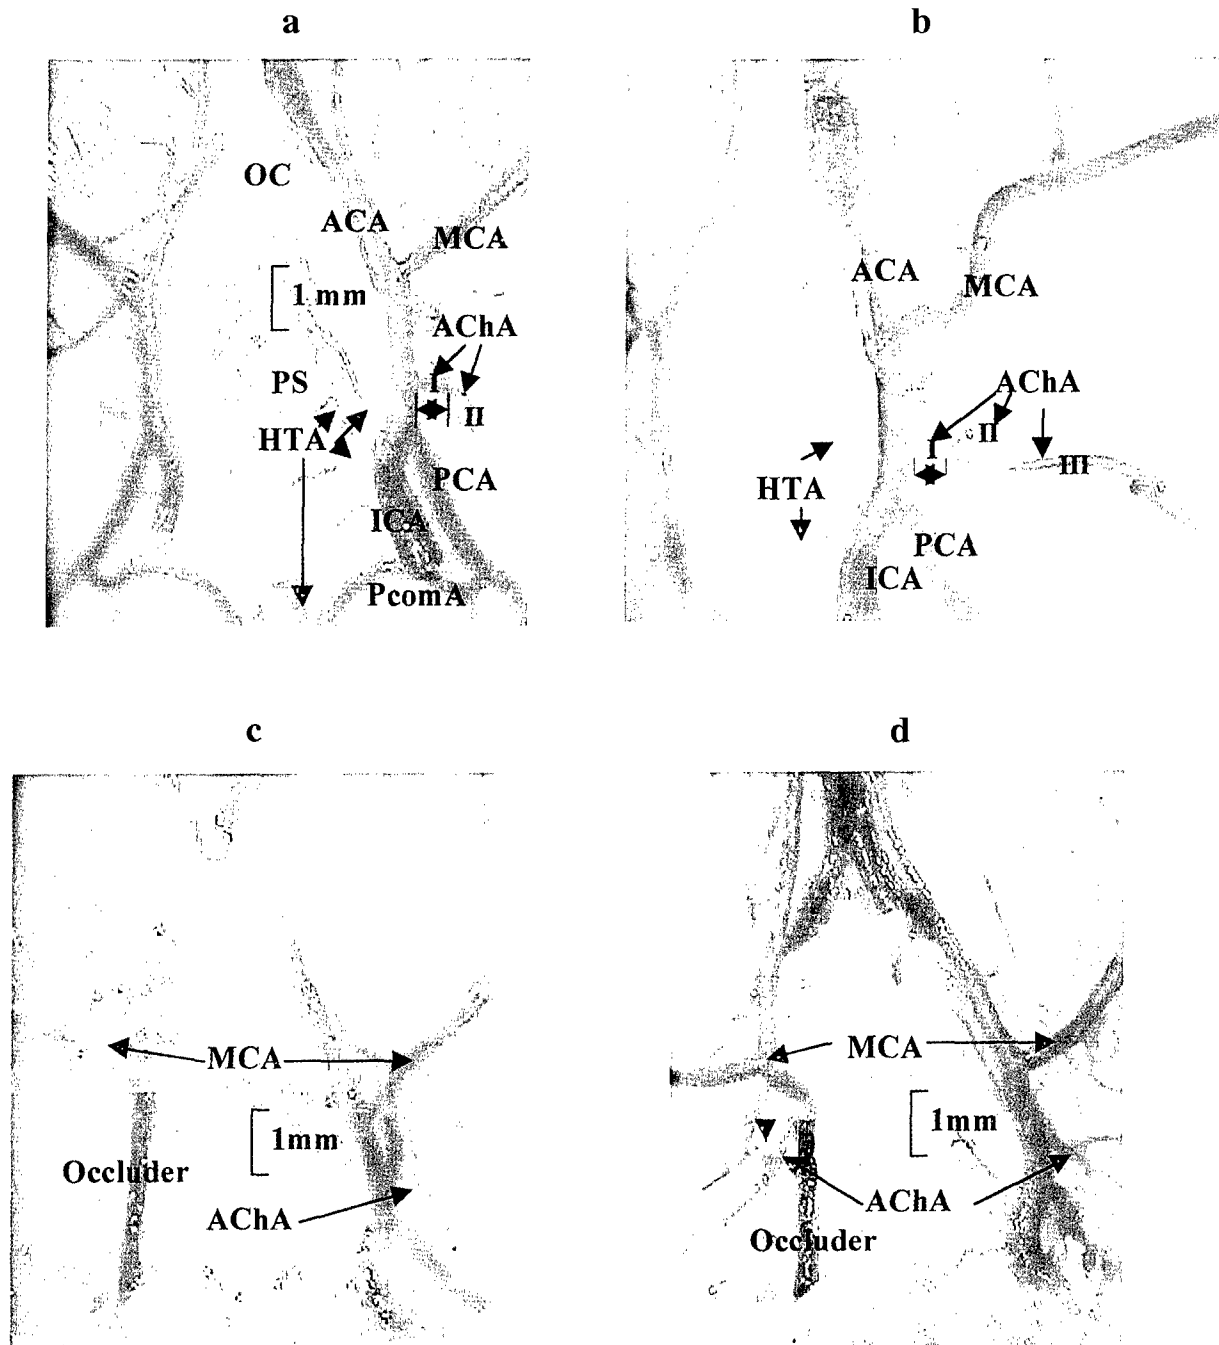 a
b
OC
ACA
MCA
1 mm
AChA
PS
I
II
HTA
PCA
ICA
PcomA
ACA
MCA
AChA
II
I
III
HTA
PCA
ICA
c
d
MCA
1mm
Occluder
AChA
MCA
1mm
AChA
Occluder